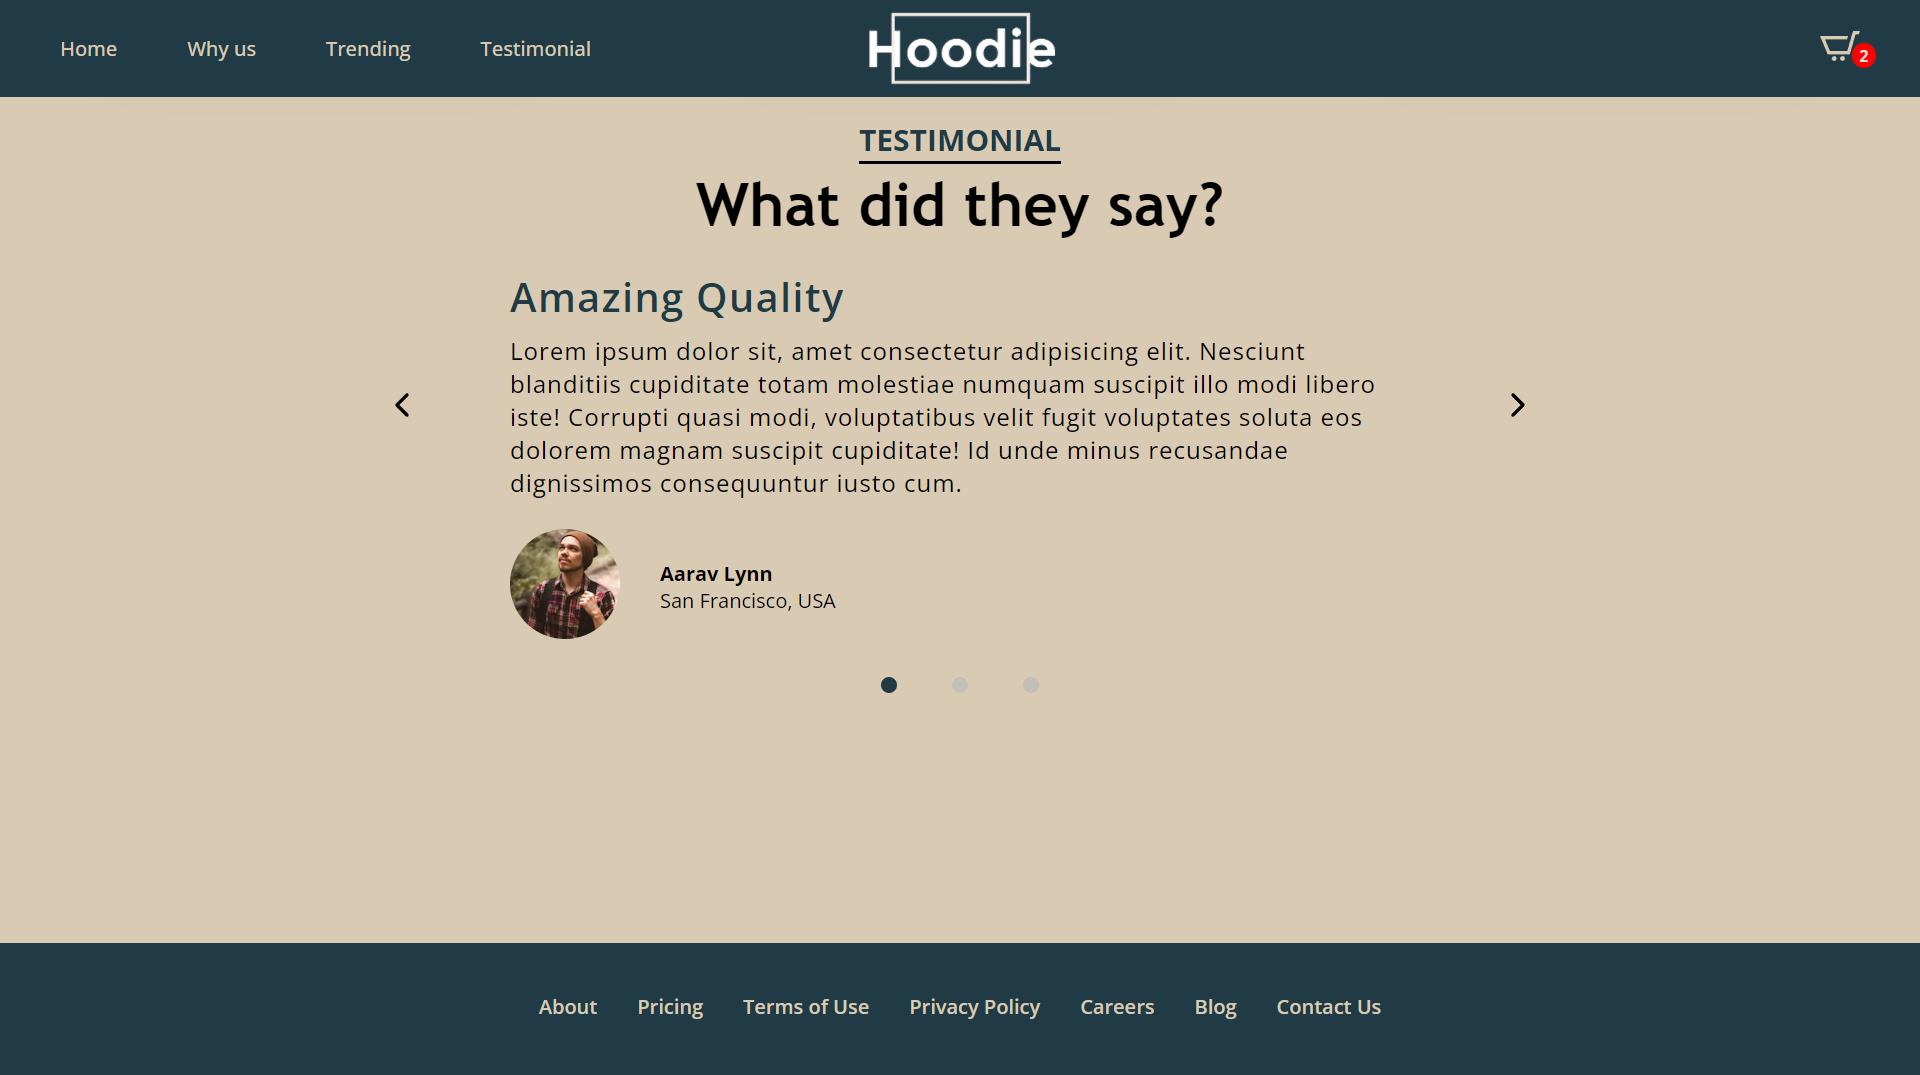 Home Why us Trending Testimonial Hoodie 2
TESTIMONIAL
What did they say?
Amazing Quality
Lorem ipsum dolor sit, amet consectetur adipisicing elit. Nesciunt
blanditiis cupiditate totam molestiae numquam suscipit illo modi libero
iste! Corrupti quasi modi, voluptatibus velit fugit voluptates soluta eos
dolorem magnam suscipit cupiditate! Id unde minus recusandae
dignissimos consequuntur iusto cum.
Aarav Lynn
San Francisco, USA
About Pricing Terms of Use Privacy Policy Careers Blog Contact Us